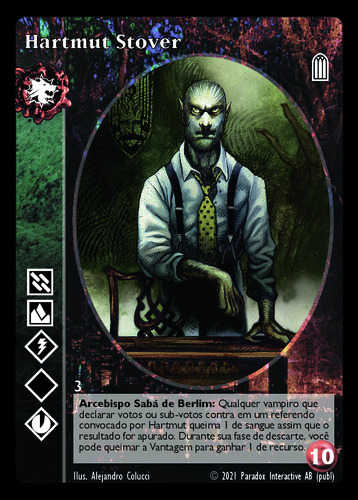 Hartmut Stover
3
Arcebispo Sabá de Berlim: Qualquer vampiro que
declarar votos ou sub-votos contra em um referendo
convocado por Hartmut queima 1 de sangue assim que o
resultado for apurado. Durante sua fase de descarte, você
pode queimar a Vantagem para ganhar 1 de recurso.
10
Ilus. Alejandro Colucci © 2021 Paradox Interactive AB (publ)